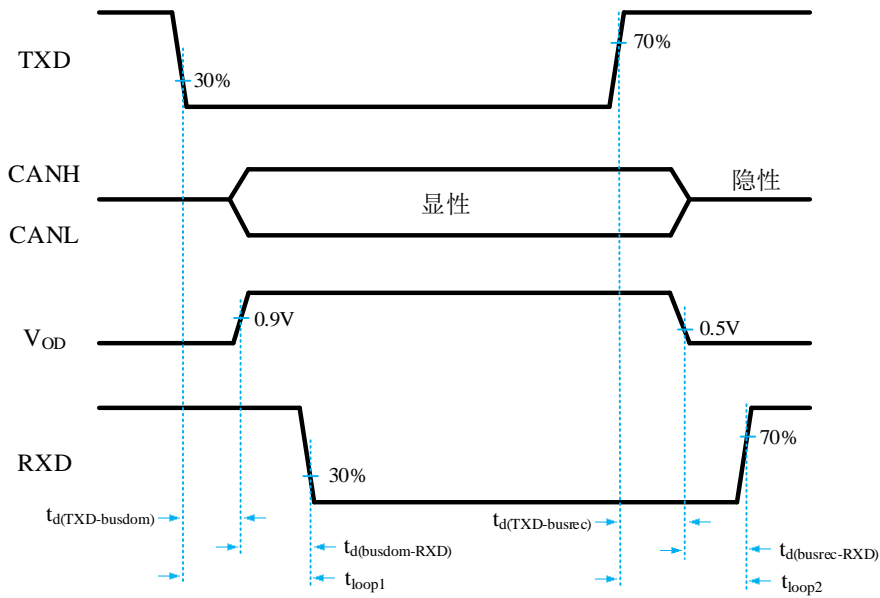 TXD
30%
70%
CANH
显性
隐性
CANL
0.9V
0.5V
VOD
RXD
30%
70%
td(TXD-busdom)
td(TXD-busrec)
td(busdom-RXD)
td(busrec-RXD)
tloop1
tloop2